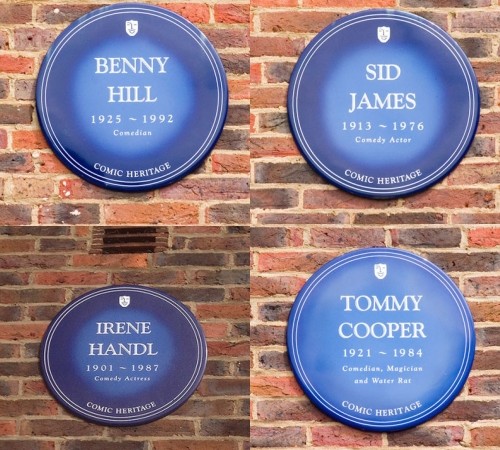 BENNY
HILL
1925 ~ 1992
Comedian
COMIC HERITAGE
SID
JAMES
1913 ~ 1976
Comedy Actor
COMIC HERITAGE
IRENE
HANDL
1901 ~ 1987
Comedy Actress
COMIC HERITAGE
TOMMY
COOPER
1921 ~ 1984
Comedian, Magician
and Water Rat
COMIC HERITAGE